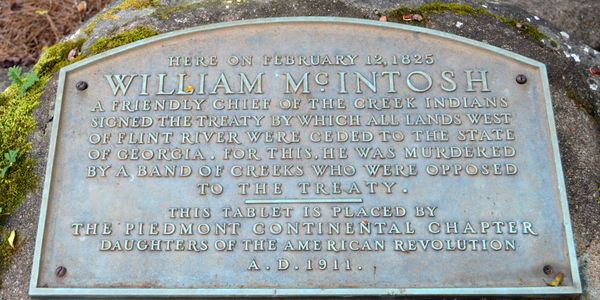 HERE ON FEBRUARY 12, 1825
WILLIAM McINTOSH
A FRIENDLY CHIEF OF THE CREEK INDIANS
SIGNED THE TREATY BY WHICH ALL LANDS WEST
OF FLINT RIVER WERE CEDED TO THE STATE
OF GEORGIA. FOR THIS, HE WAS MURDERED
BY A BAND OF CREEKS WHO WERE OPPOSED
TO THE TREATY.
THIS TABLET IS PLACED BY
THE PIEDMONT CONTINENTAL CHAPTER
DAUGHTERS OF THE AMERICAN REVOLUTION
A. D. 1911.